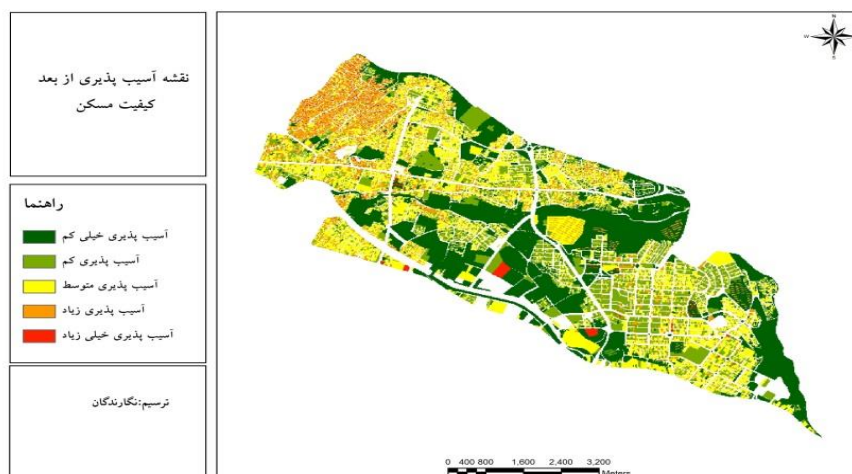 نقشه آسیب پذیری از بعد
کیفیت مسکن
راهنما
آسیب پذیری خیلی کم
آسیب پذیری کم
آسیب پذیری متوسط
آسیب پذیری زیاد
آسیب پذیری خیلی زیاد
ترسیم:نگارندگان
N
W
E
S
0 400 800 1,600 2,400 3,200
Meters